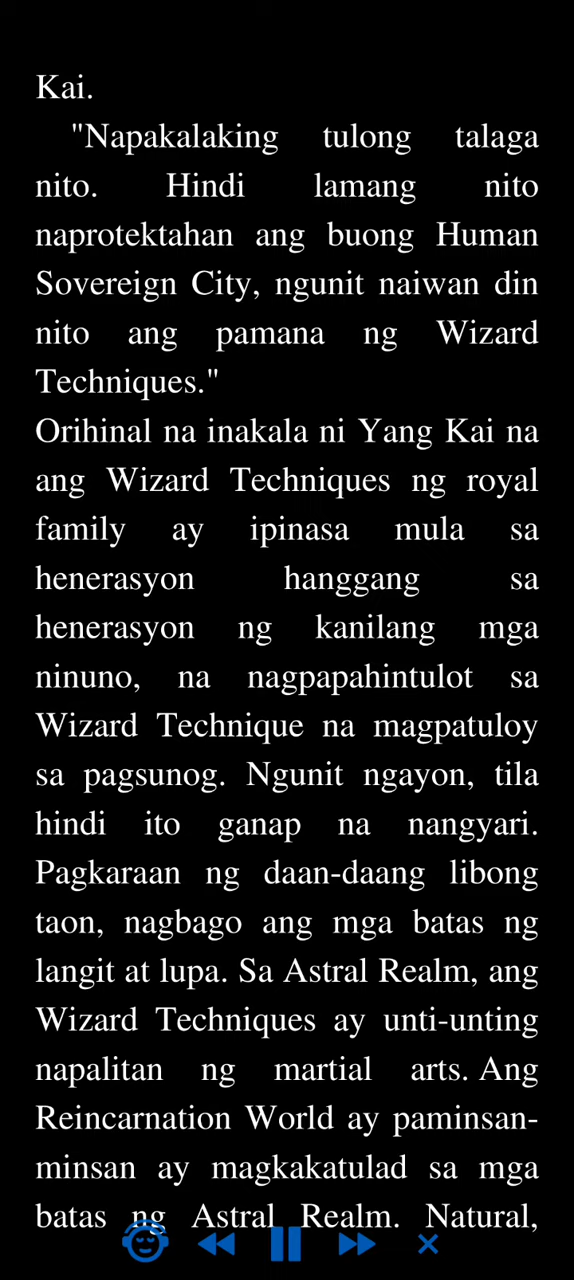 Kai.
"Napakalaking tulong talaga
nito. Hindi lamang nito
naprotektahan ang buong Human
Sovereign City, ngunit naiwan din
nito ang pamana ng Wizard
Techniques."
Orihinal na inakala ni Yang Kai na
ang Wizard Techniques ng royal
family ay ipinasa mula sa
henerasyon hanggang sa
henerasyon ng kanilang mga
ninuno, na nagpapahintulot sa
Wizard Technique na magpatuloy
sa pagsunog. Ngunit ngayon, tila
hindi ito ganap na nangyari.
Pagkaraan ng daan-daang libong
taon, nagbago ang mga batas ng
langit at lupa. Sa Astral Realm, ang
Wizard Techniques ay unti-unting
napalitan ng martial arts. Ang
Reincarnation World ay paminsan-
minsan ay magkakatulad sa mga
batas ng Astral Realm. Natural,